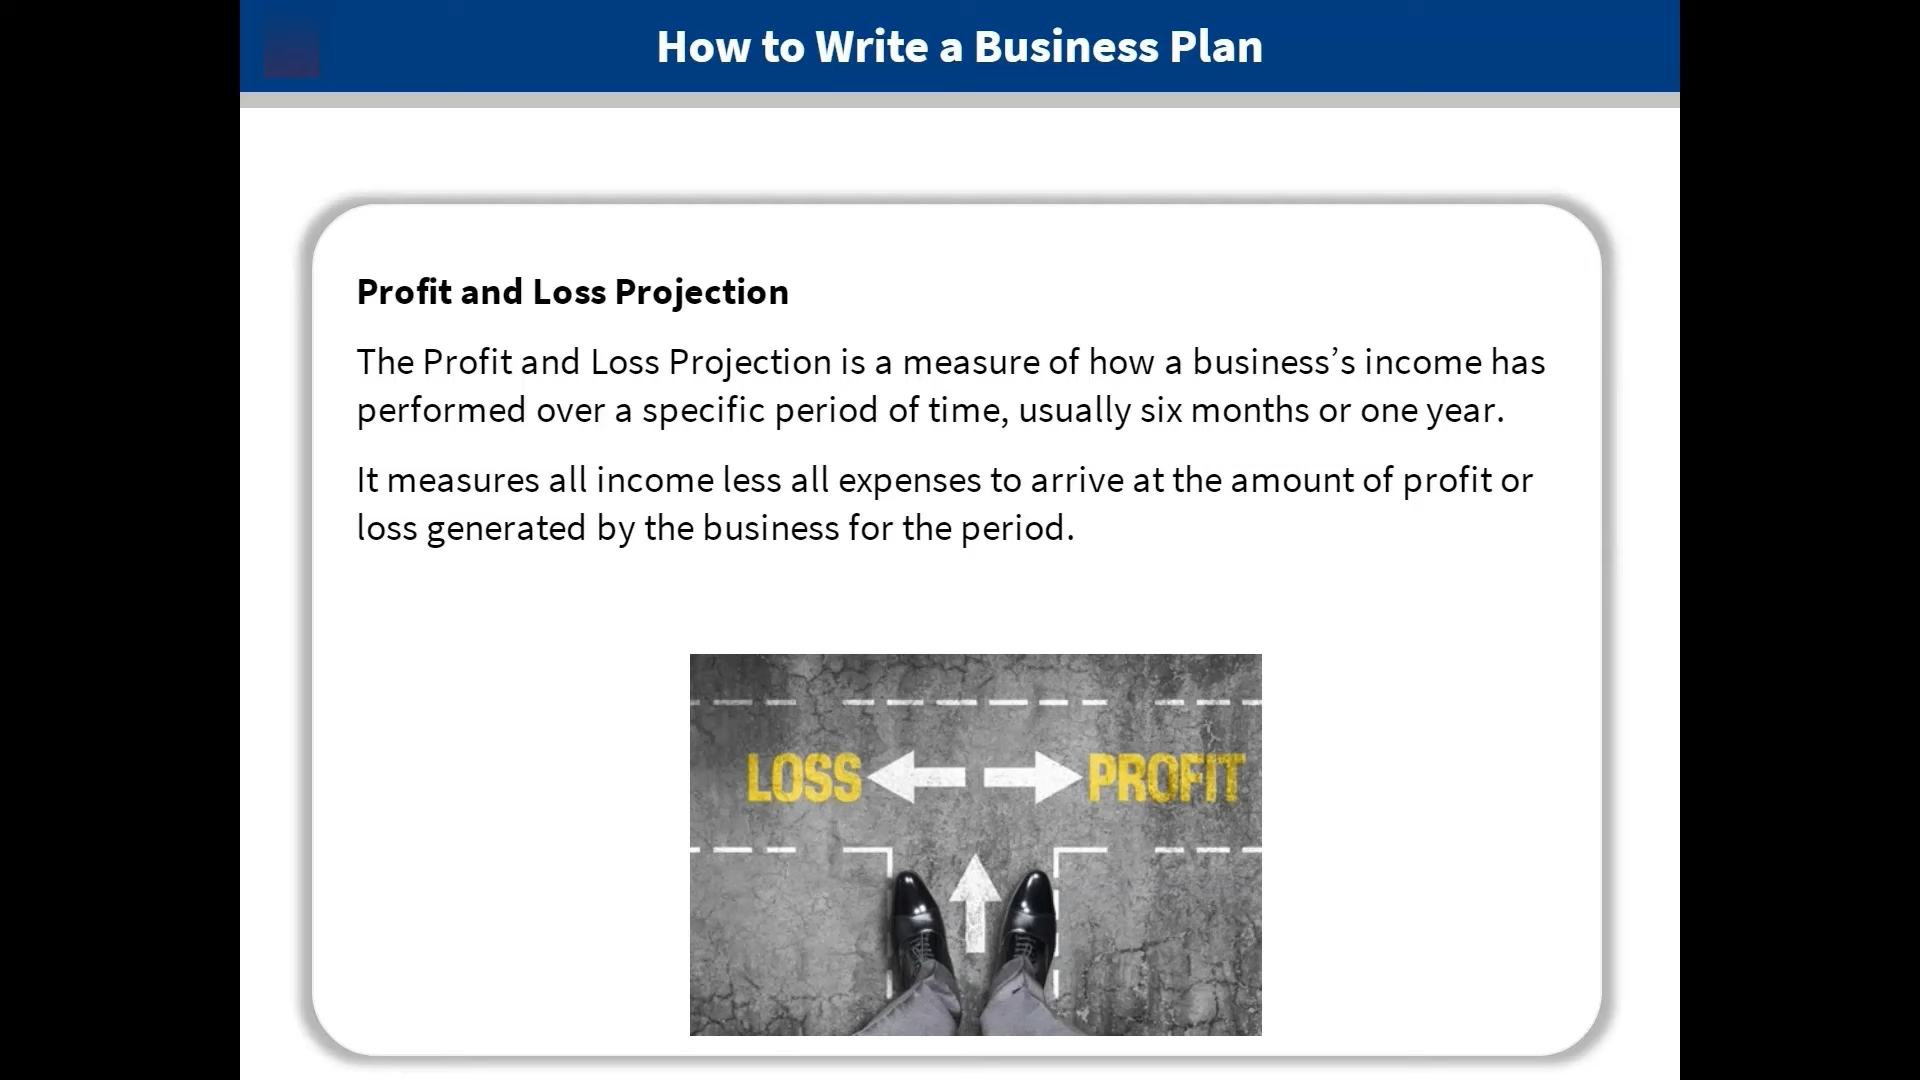 How to Write a Business Plan
Profit and Loss Projection
The Profit and Loss Projection is a measure of how a business’s income has
performed over a specific period of time, usually six months or one year.
It measures all income less all expenses to arrive at the amount of profit or
loss generated by the business for the period.
LOSS PROFIT